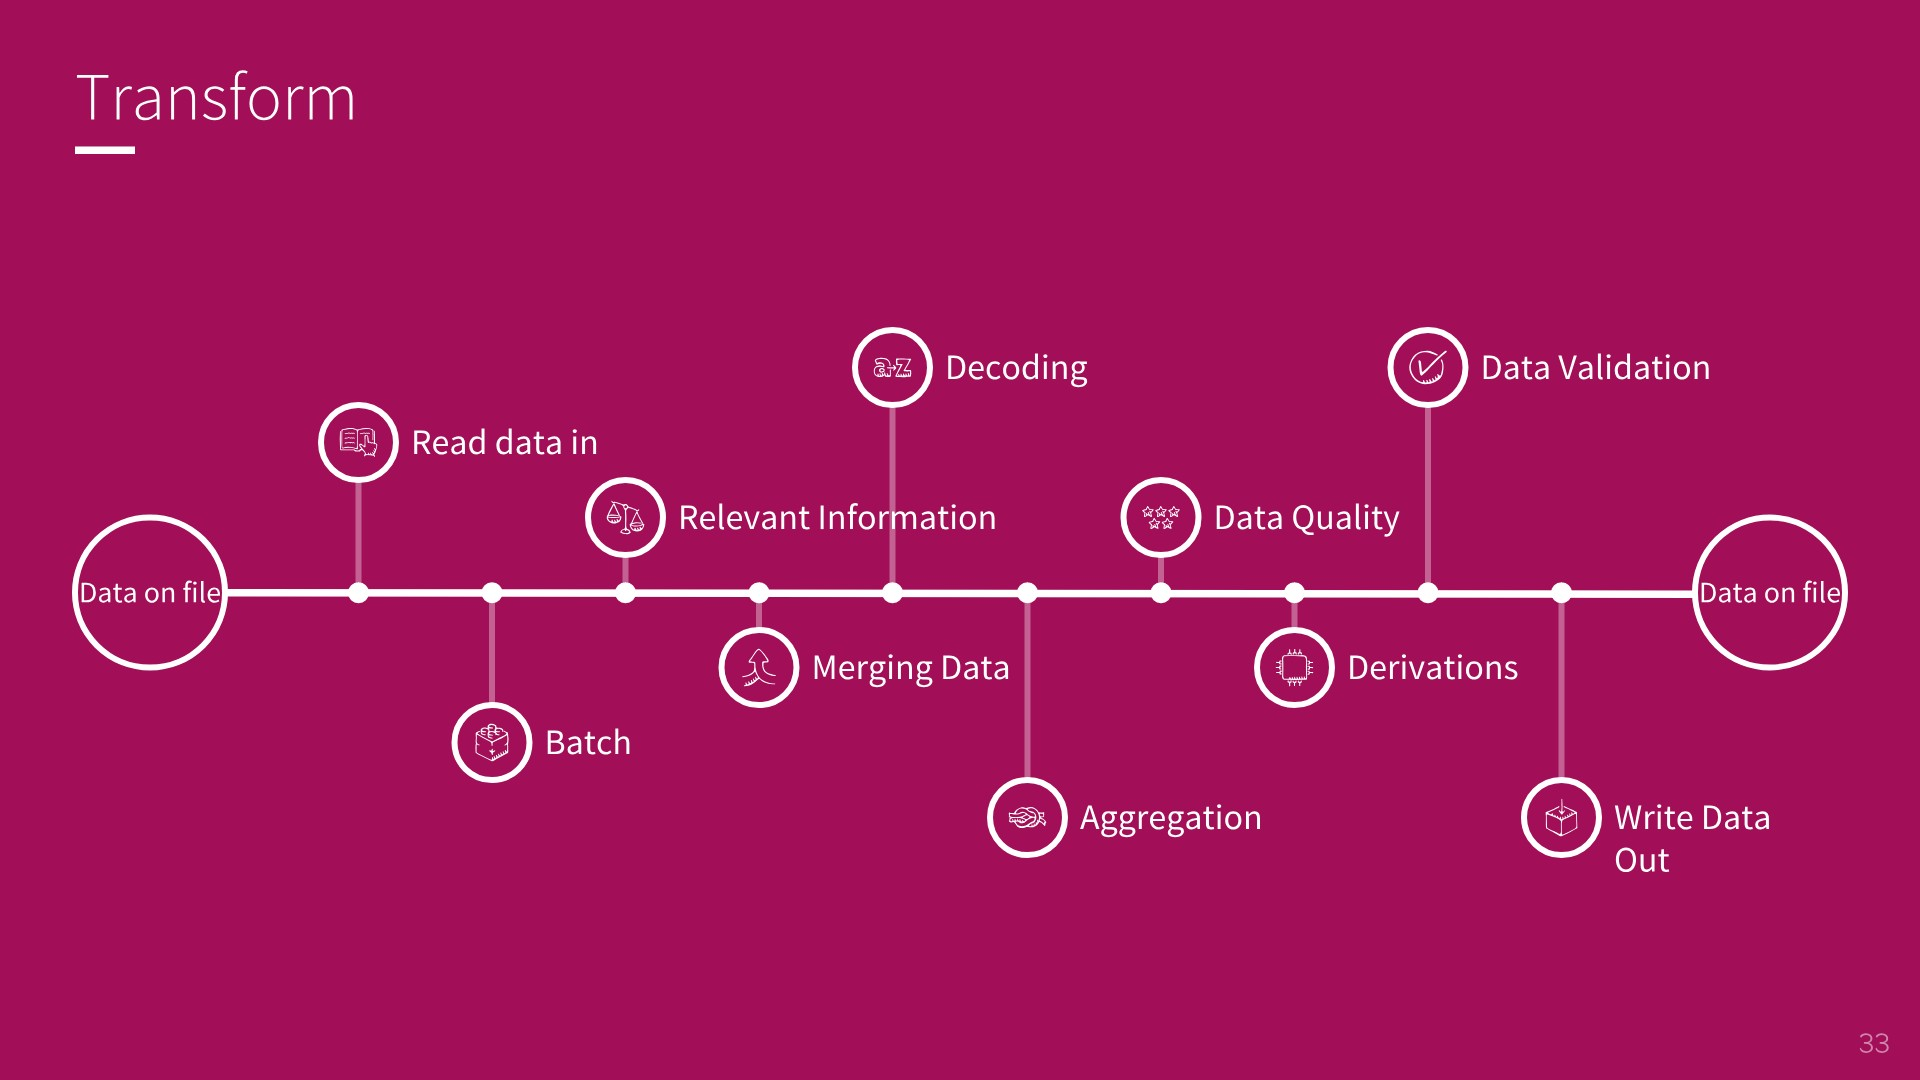 Transform
Decoding
Data Validation
Read data in
Relevant Information
Data Quality
Data on file
Data on file
Merging Data
Derivations
Batch
Aggregation
Write Data
Out
a-z
33